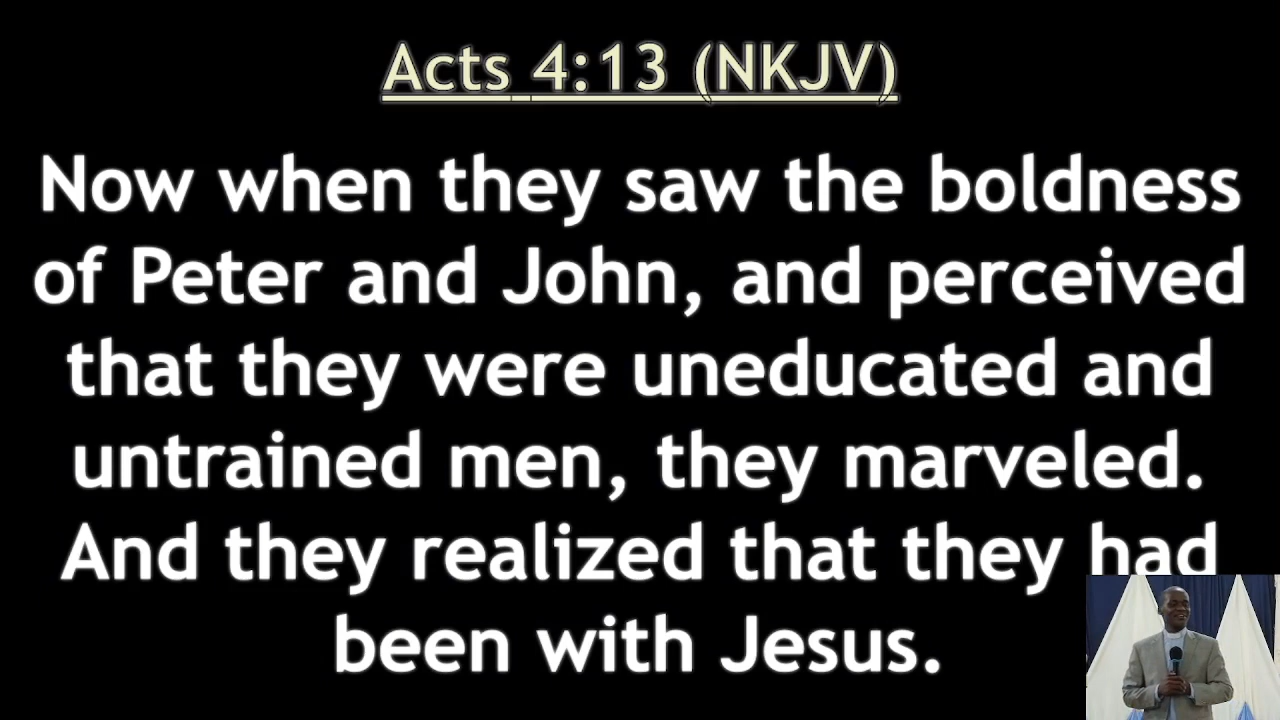 Acts 4:13 (NKJV)
Now when they saw the boldness
of Peter and John, and perceived
that they were uneducated and
untrained men, they marveled.
And they realized that they had
been with Jesus.